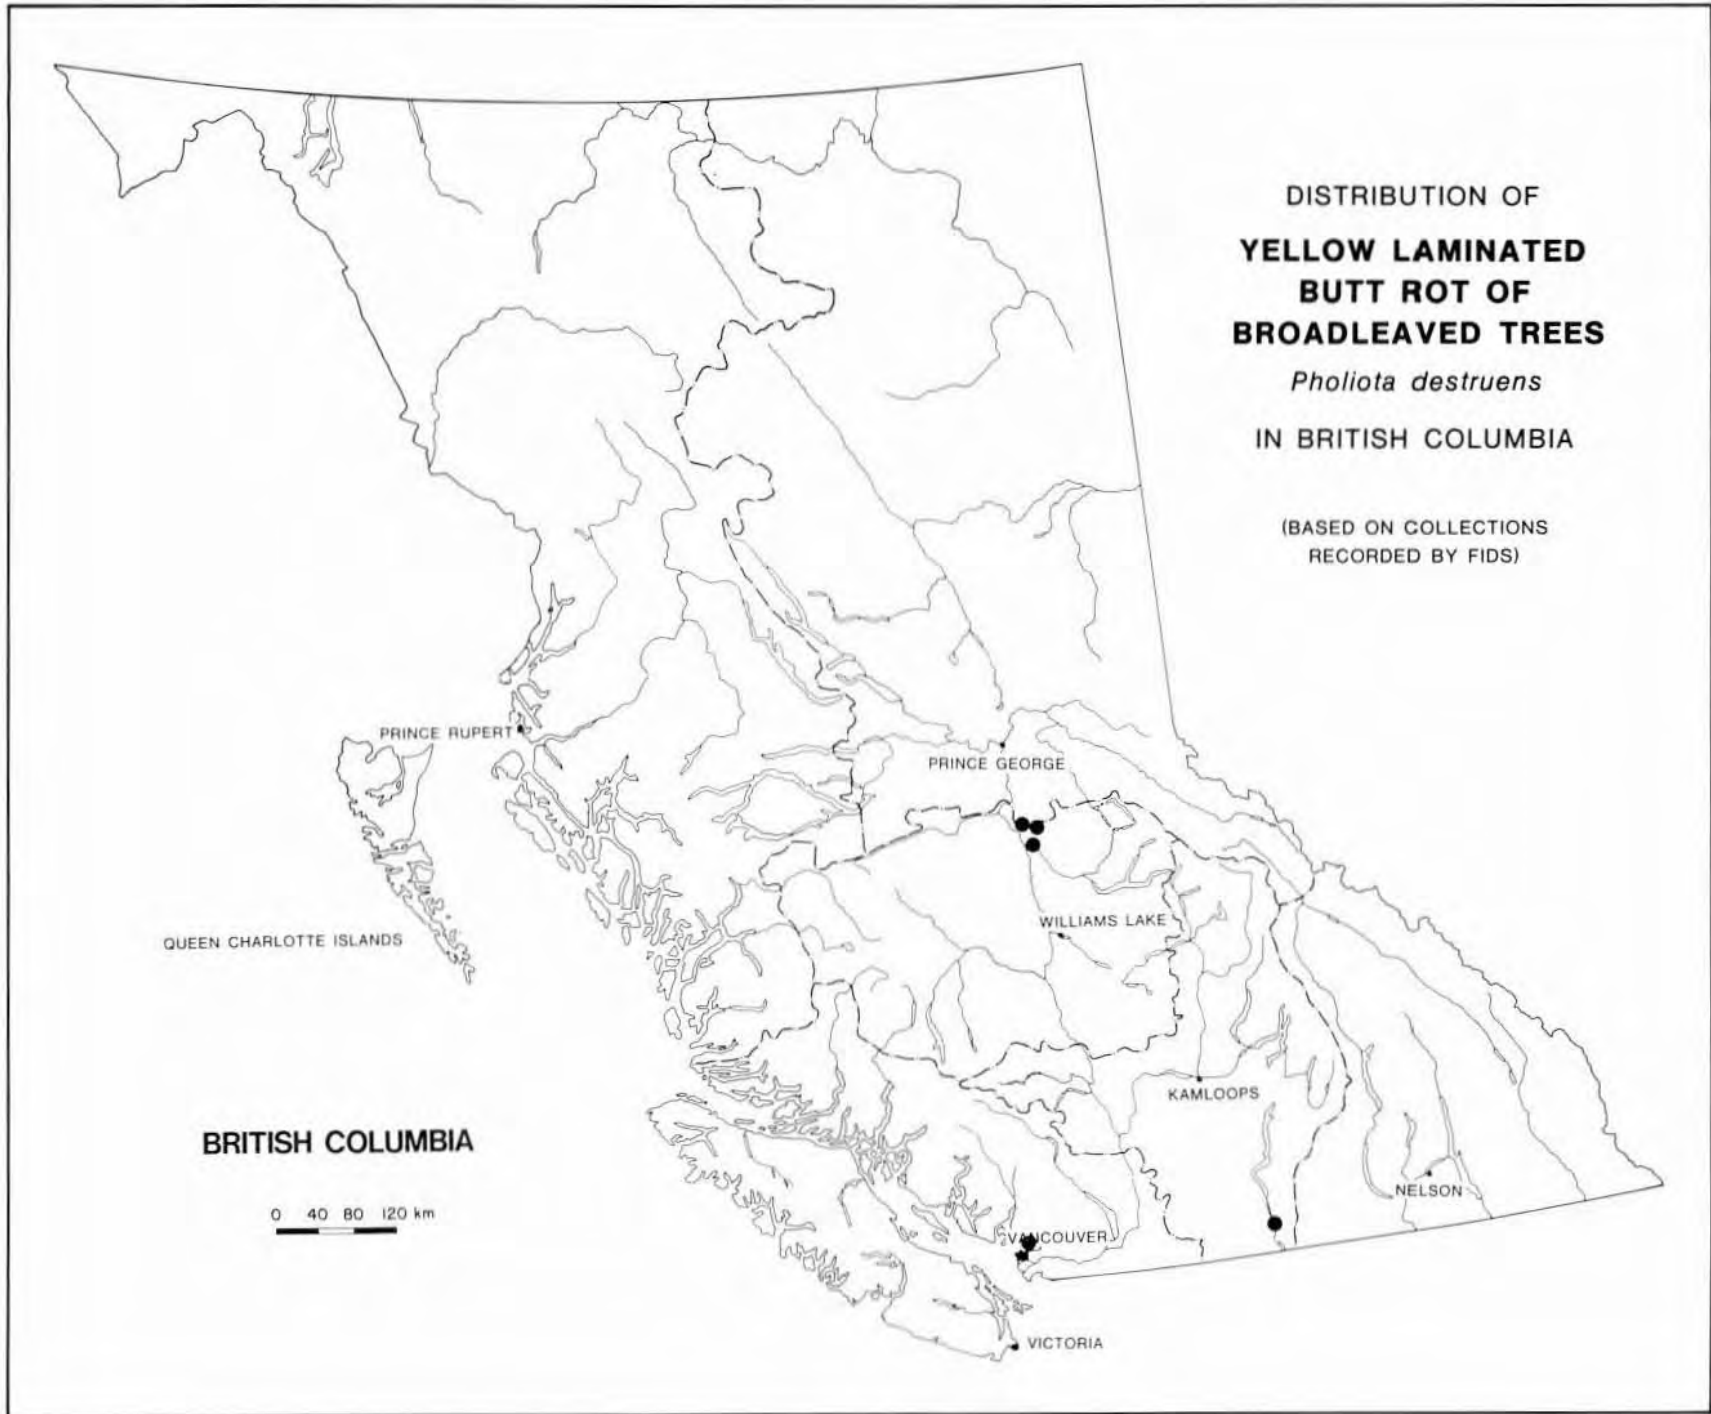 DISTRIBUTION OF
YELLOW LAMINATED
BUTT ROT OF
BROADLEAVED TREES
Pholiota destruens
IN BRITISH COLUMBIA
(BASED ON COLLECTIONS
RECORDED BY FIDS)
PRINCE RUPERT
PRINCE GEORGE
QUEEN CHARLOTTE ISLANDS
WILLIAMS LAKE
KAMLOOPS
NELSON
VANCOUVER
VICTORIA
BRITISH COLUMBIA
0 40 80 120 km